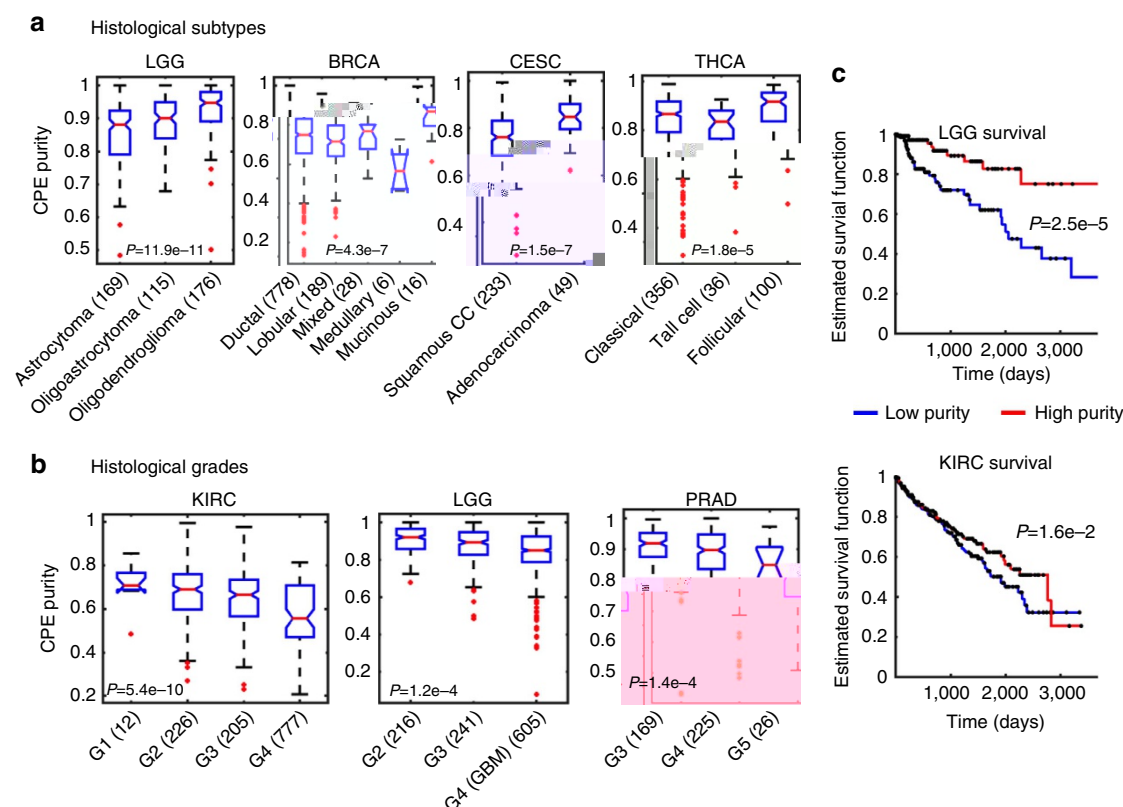 a Histological subtypes
LGG BRCA CESC THCA
CPE purity
1 0.9 0.8 0.7 0.6 0.5
P=11.9e–11
Astrocytoma (169)
Oligoastrocytoma (115)
Oligodendroglioma (176)
1 0.8 0.6 0.4 0.2
P=4.3e–7
Ductal (778)
Lobular (189)
Mixed (28)
Medullary (6)
Mucinous (16)
1 0.8 0.6 0.4
P=1.5e–7
Squamous CC (233)
Adenocarcinoma (49)
1 0.8 0.6 0.4
P=1.8e–5
Classical (356)
Tall cell (36)
Follicular (100)
b Histological grades
KIRC LGG PRAD
CPE purity
1 0.8 0.6 0.4 0.2
P=5.4e–10
G1 (12)
G2 (226)
G3 (205)
G4 (777)
1 0.8 0.6 0.4 0.2
P=1.2e–4
G2 (216)
G3 (241)
G4 (GBM) (605)
1 0.9 0.8 0.7 0.6 0.5
P=1.4e–4
G3 (169)
G4 (225)
G5 (26)
c
LGG survival
Estimated survival function
1 0.8 0.6 0.4 0.2 0
P=2.5e–5
1,000 2,000 3,000
Time (days)
Low purity High purity
KIRC survival
Estimated survival function
1 0.8 0.6 0.4 0.2 0
P=1.6e–2
1,000 2,000 3,000
Time (days)